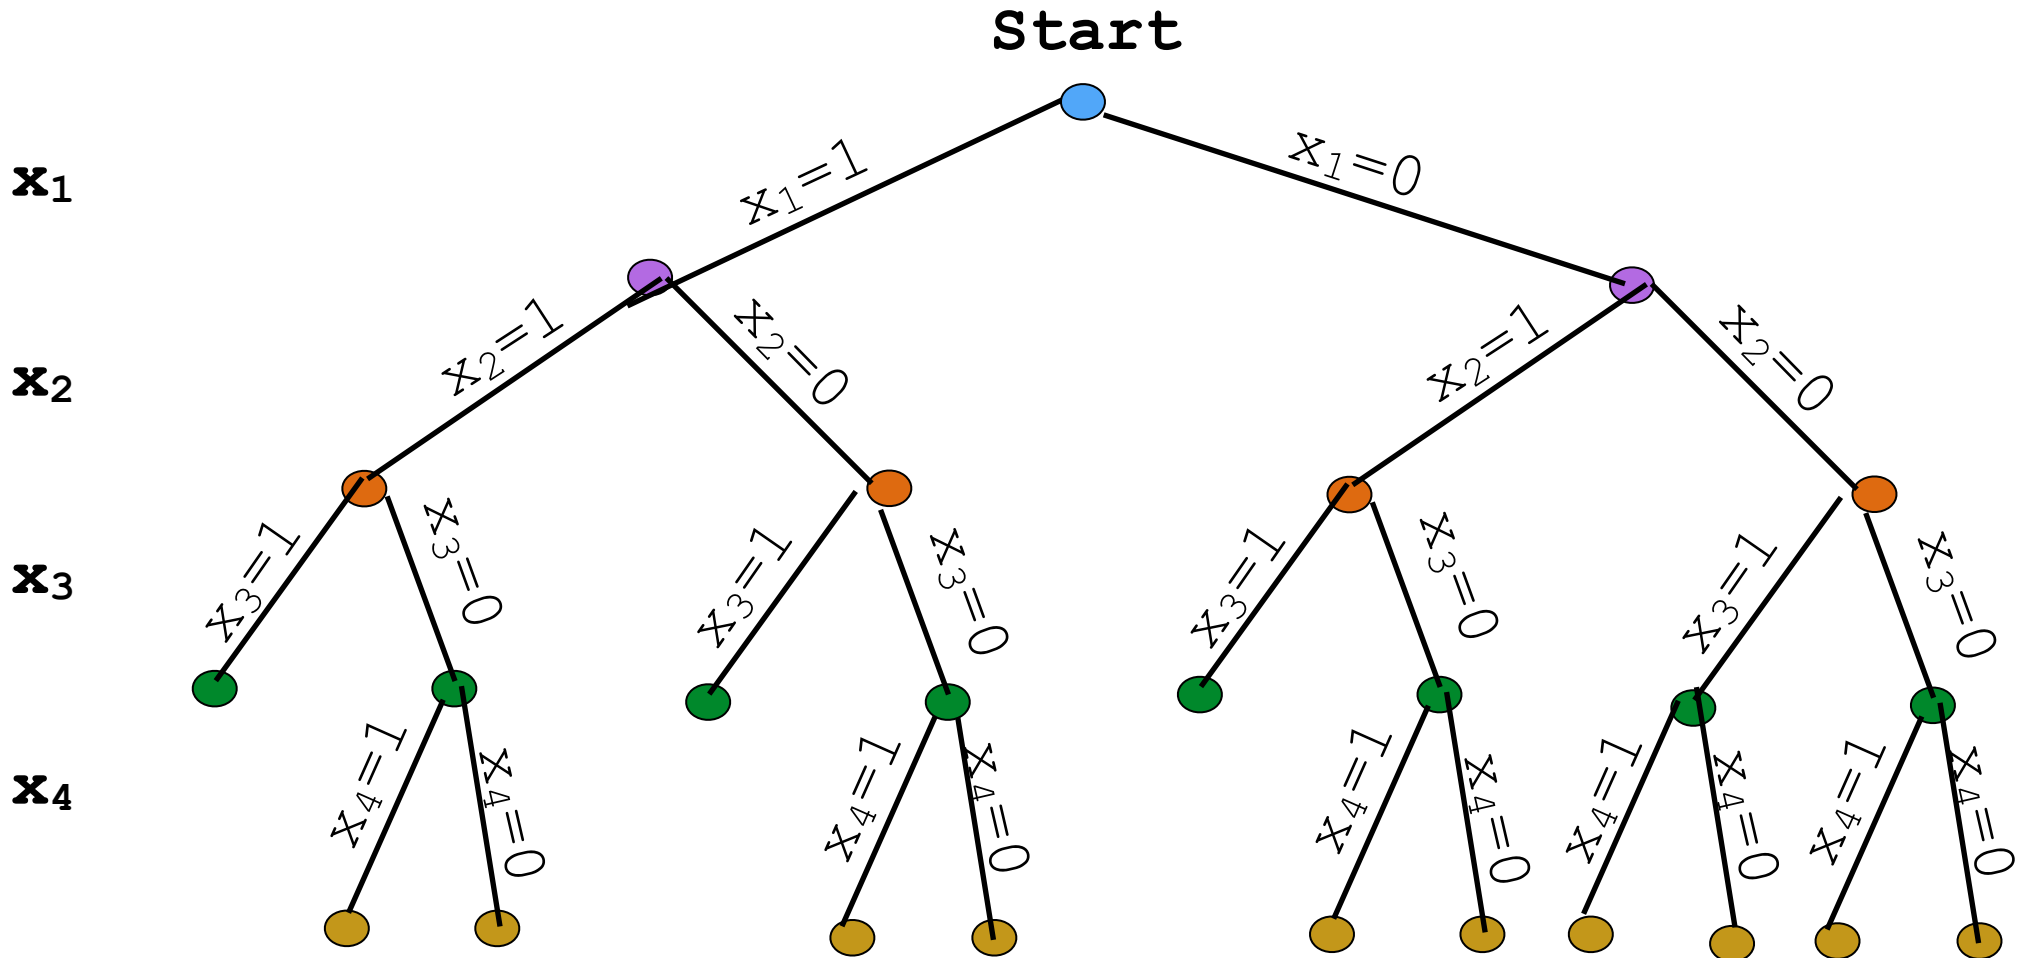 Start
x₁
x₁=1
x₁=0
x₂
x₂=1
x₂=0
x₂=1
x₂=0
x₃
x₃=1
x₃=0
x₃=1
x₃=0
x₃=1
x₃=0
x₃=1
x₃=0
x₄
x₄=1
x₄=0
x₄=1
x₄=0
x₄=1
x₄=0
x₄=1
x₄=0
x₄=1
x₄=0